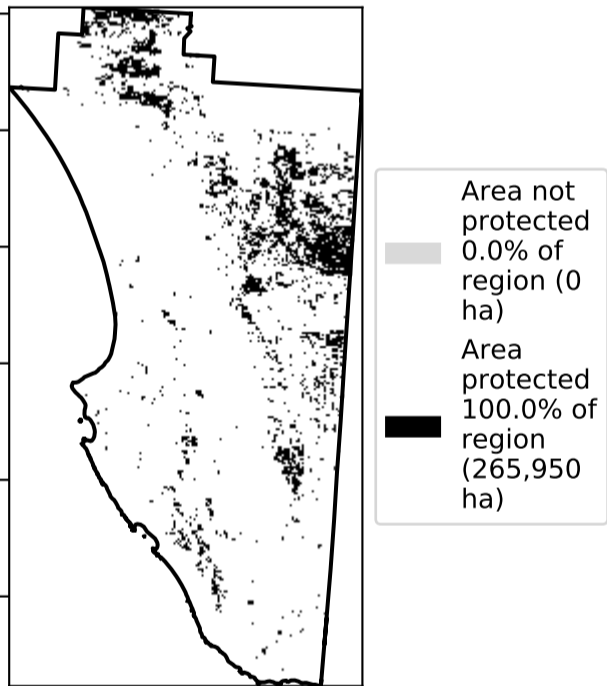 Area not
protected
0.0% of
region (0
ha)
Area
protected
100.0% of
region
(265,950
ha)